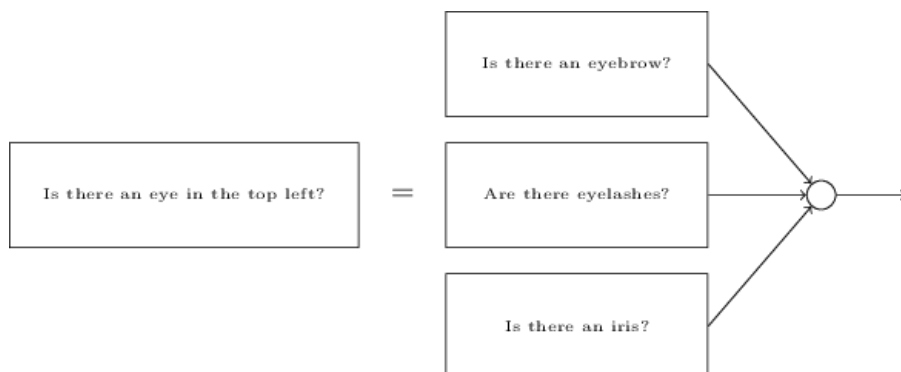 Is there an eyebrow?
Is there an eye in the top left?
=
Are there eyelashes?
Is there an iris?